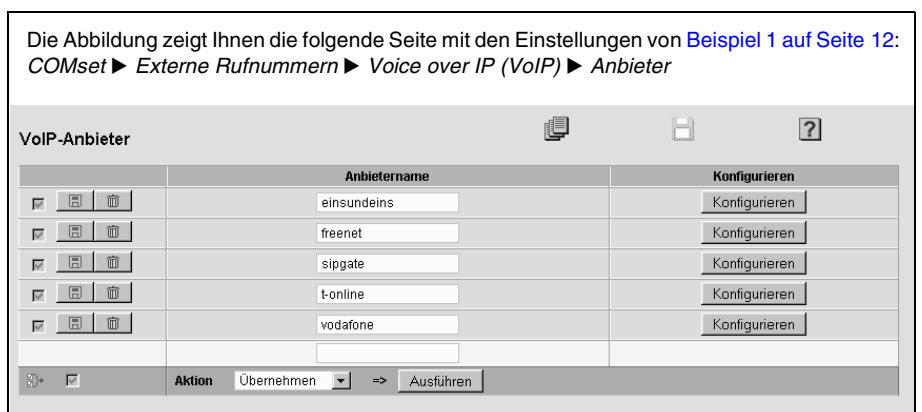 Die Abbildung zeigt Ihnen die folgende Seite mit den Einstellungen von Beispiel 1 auf Seite 12:
COMset ► Externe Rufnummern ► Voice over IP (VoIP) ► Anbieter
VoIP-Anbieter ?
Anbietername Konfigurieren
einsundeins Konfigurieren
freenet Konfigurieren
sipgate Konfigurieren
t-online Konfigurieren
vodafone Konfigurieren
Aktion Übernehmen => Ausführen